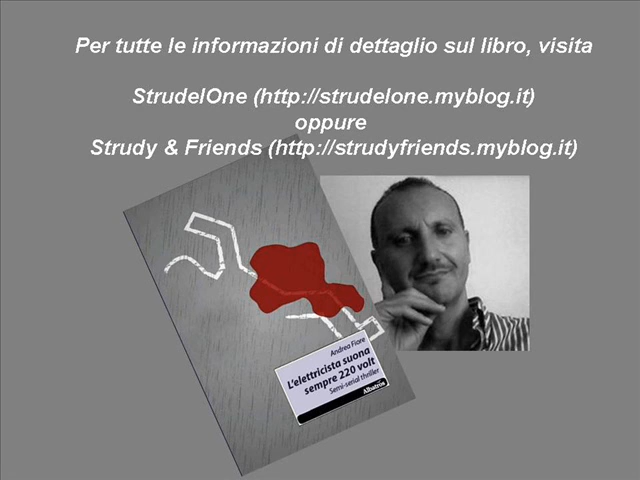 Per tutte le informazioni di dettaglio sul libro, visita
StrudelOne (http://strudelone.myblog.it)
oppure
Strudy & Friends (http://strudyfriends.myblog.it)
Andrea Fiore
L'elettricista suona
sempre 220 volt
Semi-serial thriller
Albatros